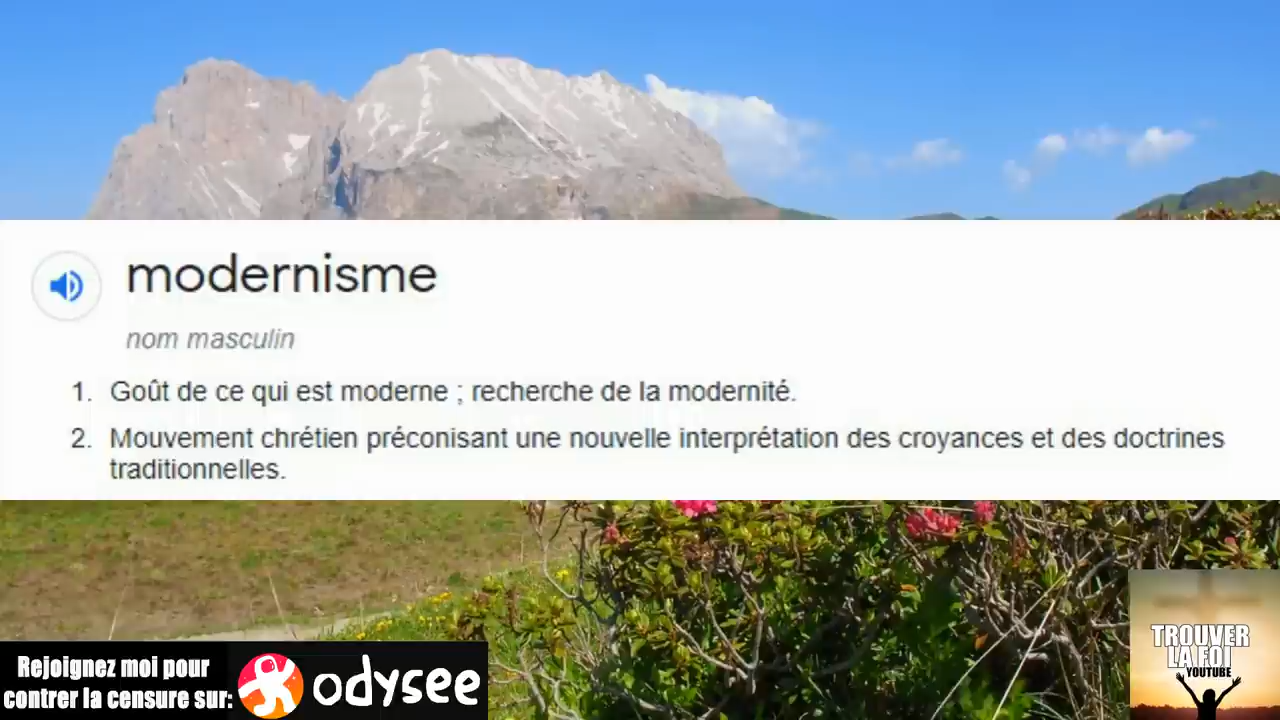 modernisme
nom masculin
1. Goût de ce qui est moderne ; recherche de la modernité.
2. Mouvement chrétien préconisant une nouvelle interprétation des croyances et des doctrines
traditionnelles.
Rejoignez moi pour
contrer la censure sur:
odysee
TROUVER
LA FOI
YOUTUBE